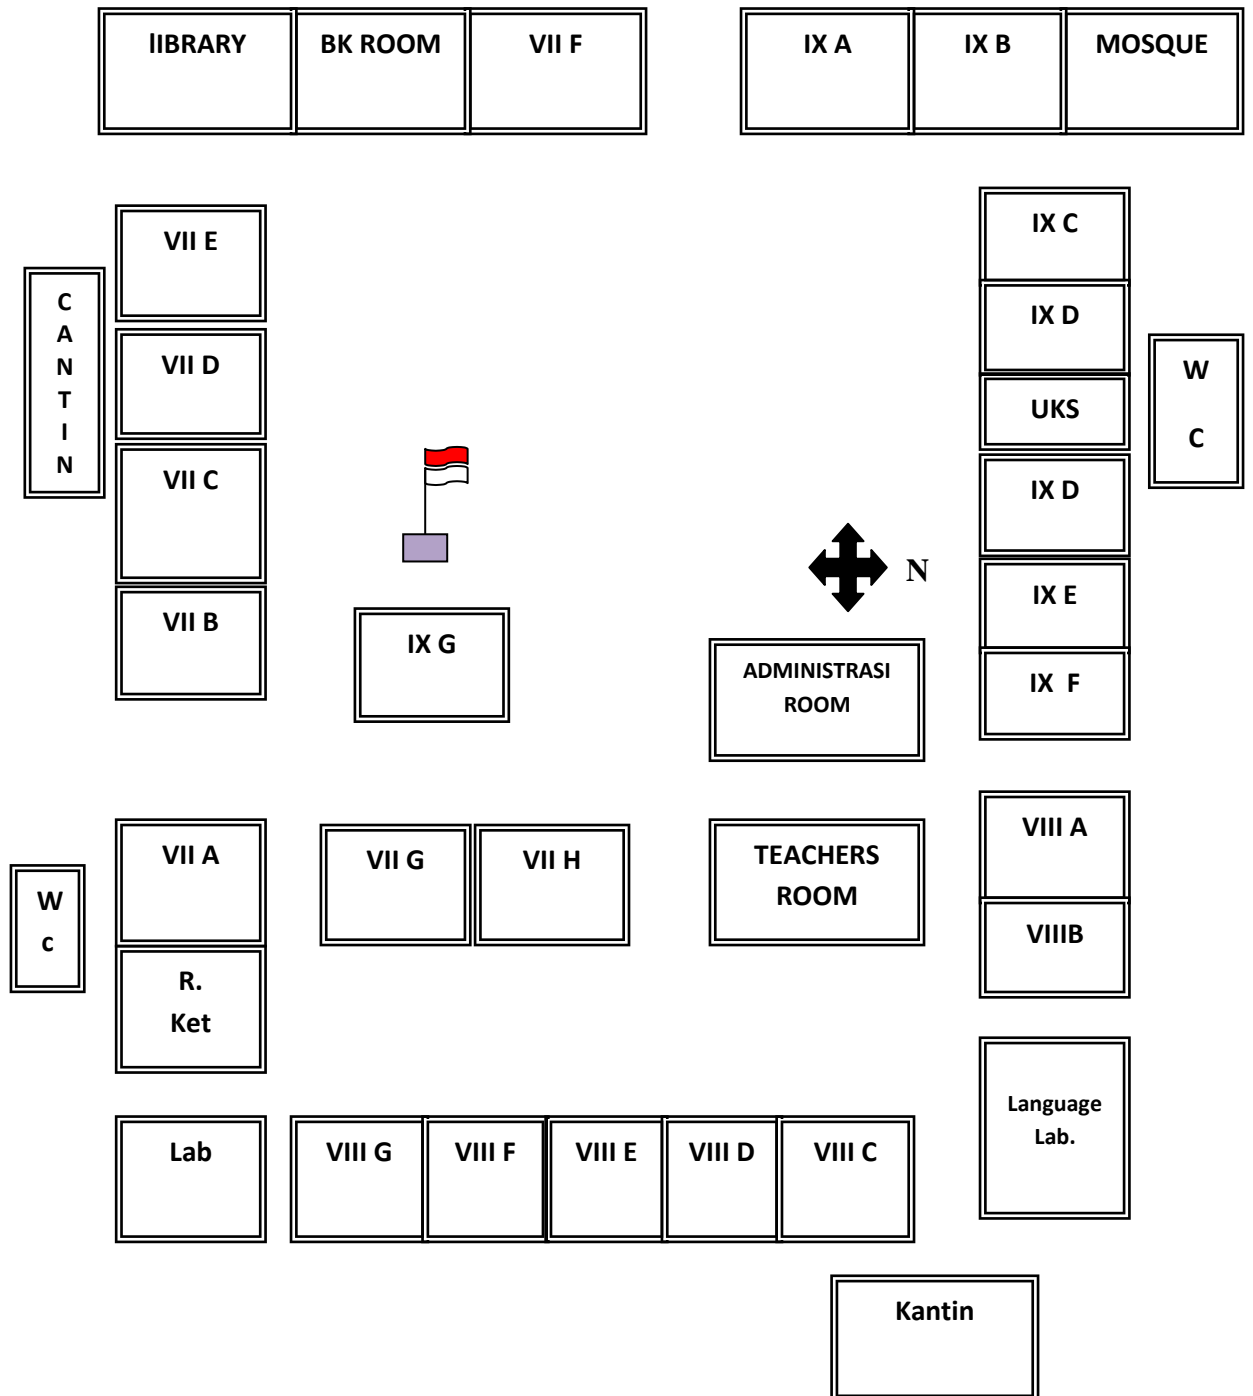 lIBRARY
BK ROOM
VII F
IX A
IX B
MOSQUE
VII E
IX C
C
A
N
T
I
N
VII D
IX D
W
C
UKS
VII C
IX D
N
VII B
IX G
IX E
ADMINISTRASI
ROOM
IX F
VII A
VII G
VII H
TEACHERS
ROOM
VIII A
W
c
VIIIB
R.
Ket
Language
Lab.
Lab
VIII G
VIII F
VIII E
VIII D
VIII C
Kantin